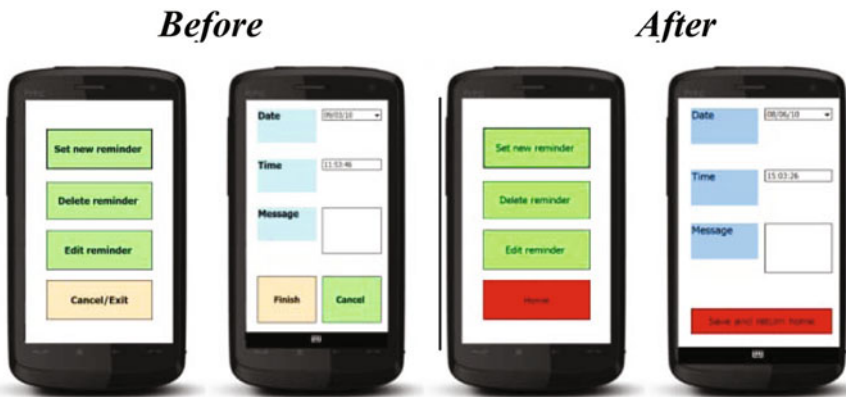 Before
After
Set new reminder
Delete reminder
Edit reminder
Cancel/Exit
Date
09/03/10
Time
11:53:46
Message
Finish
Cancel
Set new reminder
Delete reminder
Edit reminder
Home
Date
08/06/10
Time
15:03:26
Message
Save and return home